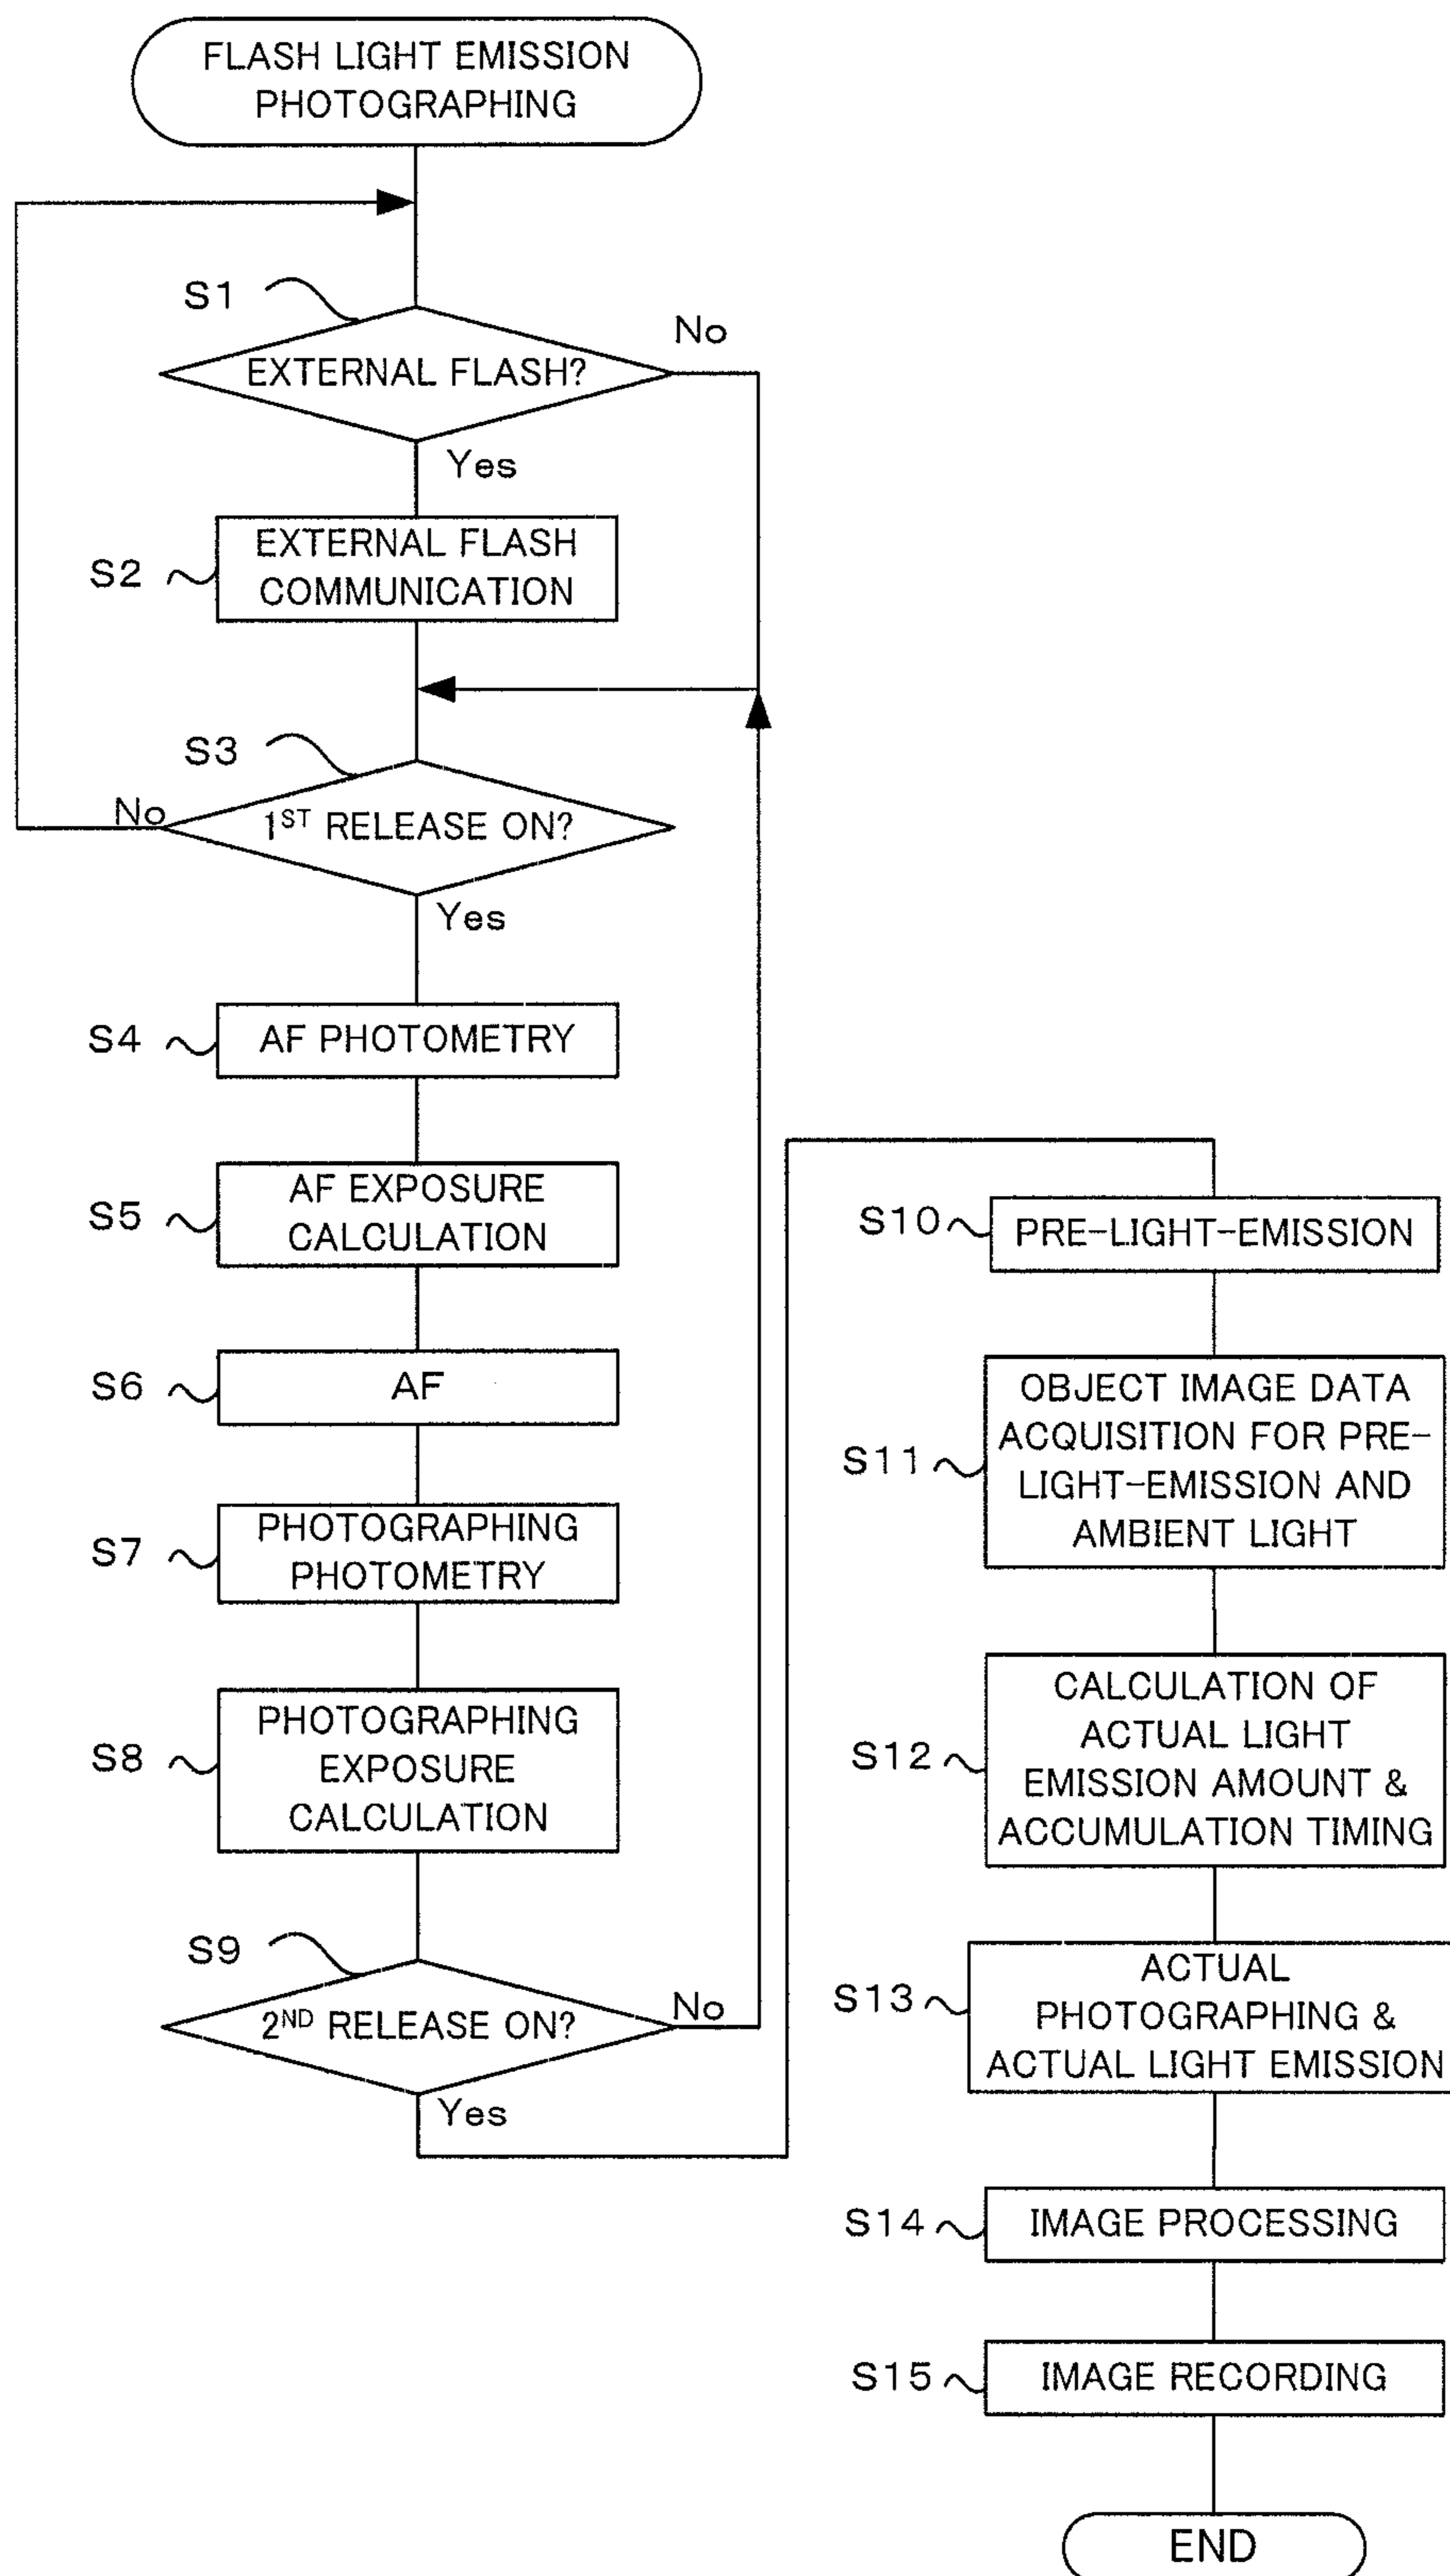 FLASH LIGHT EMISSION
PHOTOGRAPHING
S1
EXTERNAL FLASH?
No
Yes
S2
EXTERNAL FLASH
COMMUNICATION
S3
No
1ST RELEASE ON?
Yes
S4
AF PHOTOMETRY
S5
AF EXPOSURE
CALCULATION
S6
AF
S7
PHOTOGRAPHING
PHOTOMETRY
S8
PHOTOGRAPHING
EXPOSURE
CALCULATION
S9
2ND RELEASE ON?
No
Yes
S10
PRE-LIGHT-EMISSION
S11
OBJECT IMAGE DATA
ACQUISITION FOR PRE-
LIGHT-EMISSION AND
AMBIENT LIGHT
S12
CALCULATION OF
ACTUAL LIGHT
EMISSION AMOUNT &
ACCUMULATION TIMING
S13
ACTUAL
PHOTOGRAPHING &
ACTUAL LIGHT EMISSION
S14
IMAGE PROCESSING
S15
IMAGE RECORDING
END